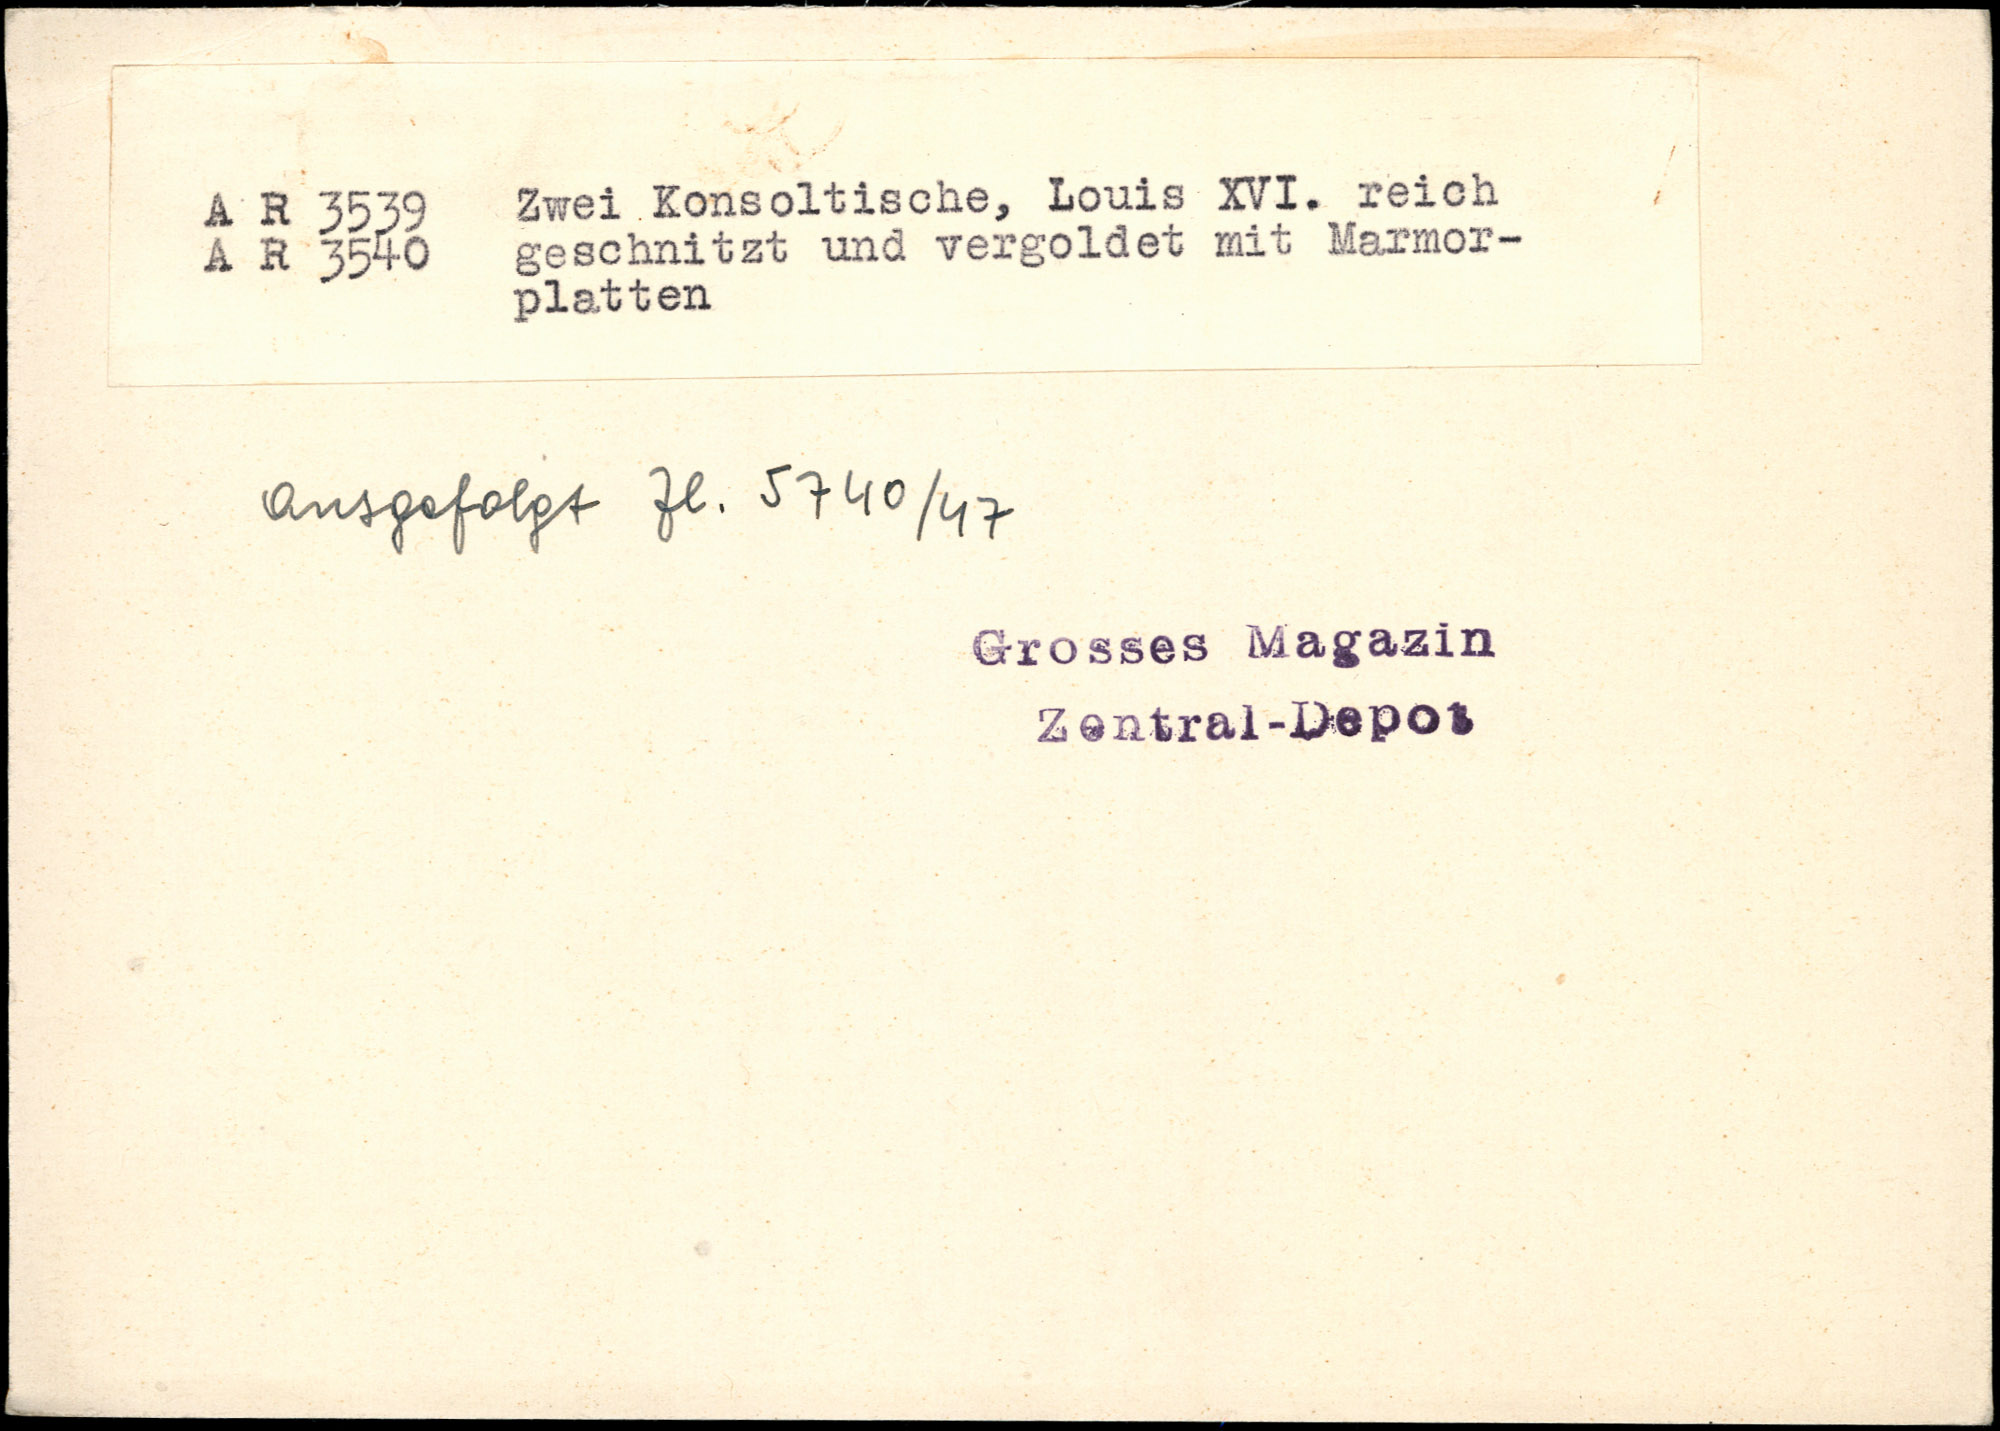 A R 3539 Zwei Konsoltische, Louis XVI. reich
A R 3540 geschnitzt und vergoldet mit Marmor-
platten
ausgefolgt Zl. 5740/47
Grosses Magazin
Zentral-Depot